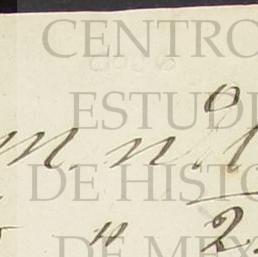 CENTRO
ESTUD
m n.º 1
DE HISTO
" 2
DE MEX